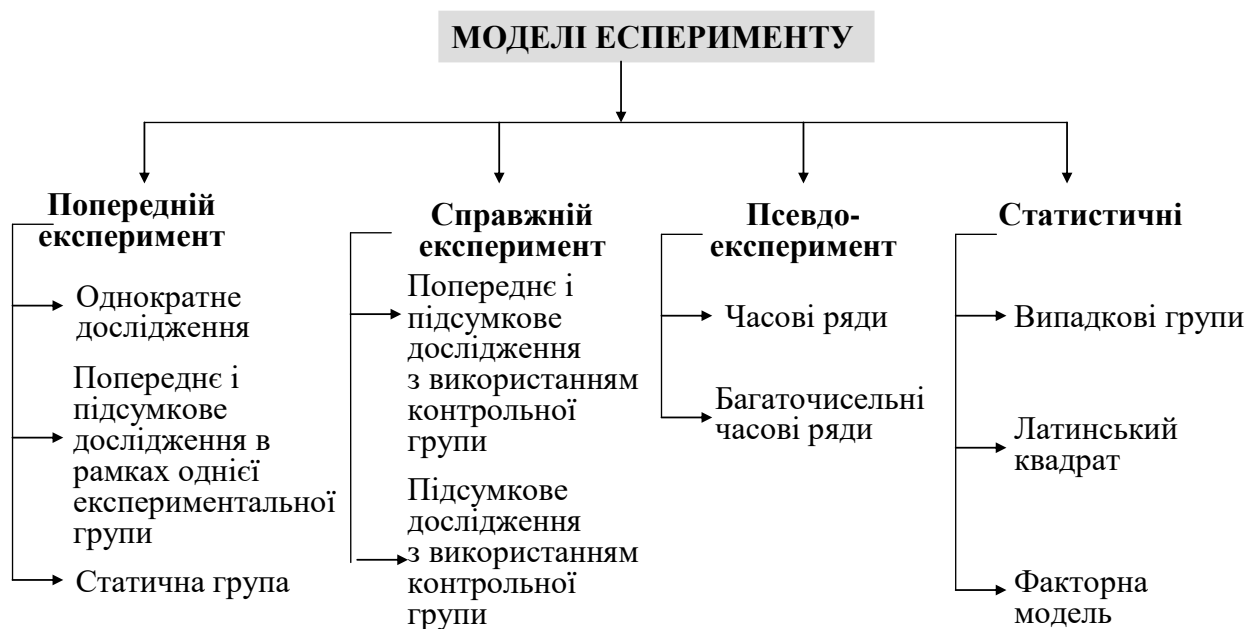 МОДЕЛІ ЕСПЕРИМЕНТУ
Попередній
експеримент
Однократне
дослідження
Попереднє і
підсумкове
дослідження в
рамках однієї
експериментальної
групи
Статична група
Справжній
експеримент
Попереднє і
підсумкове
дослідження
з використанням
контрольної
групи
Підсумкове
дослідження
з використанням
контрольної
групи
Псевдо-
експеримент
Часові ряди
Багаточисельні
часові ряди
Статистичні
Випадкові групи
Латинський
квадрат
Факторна
модель